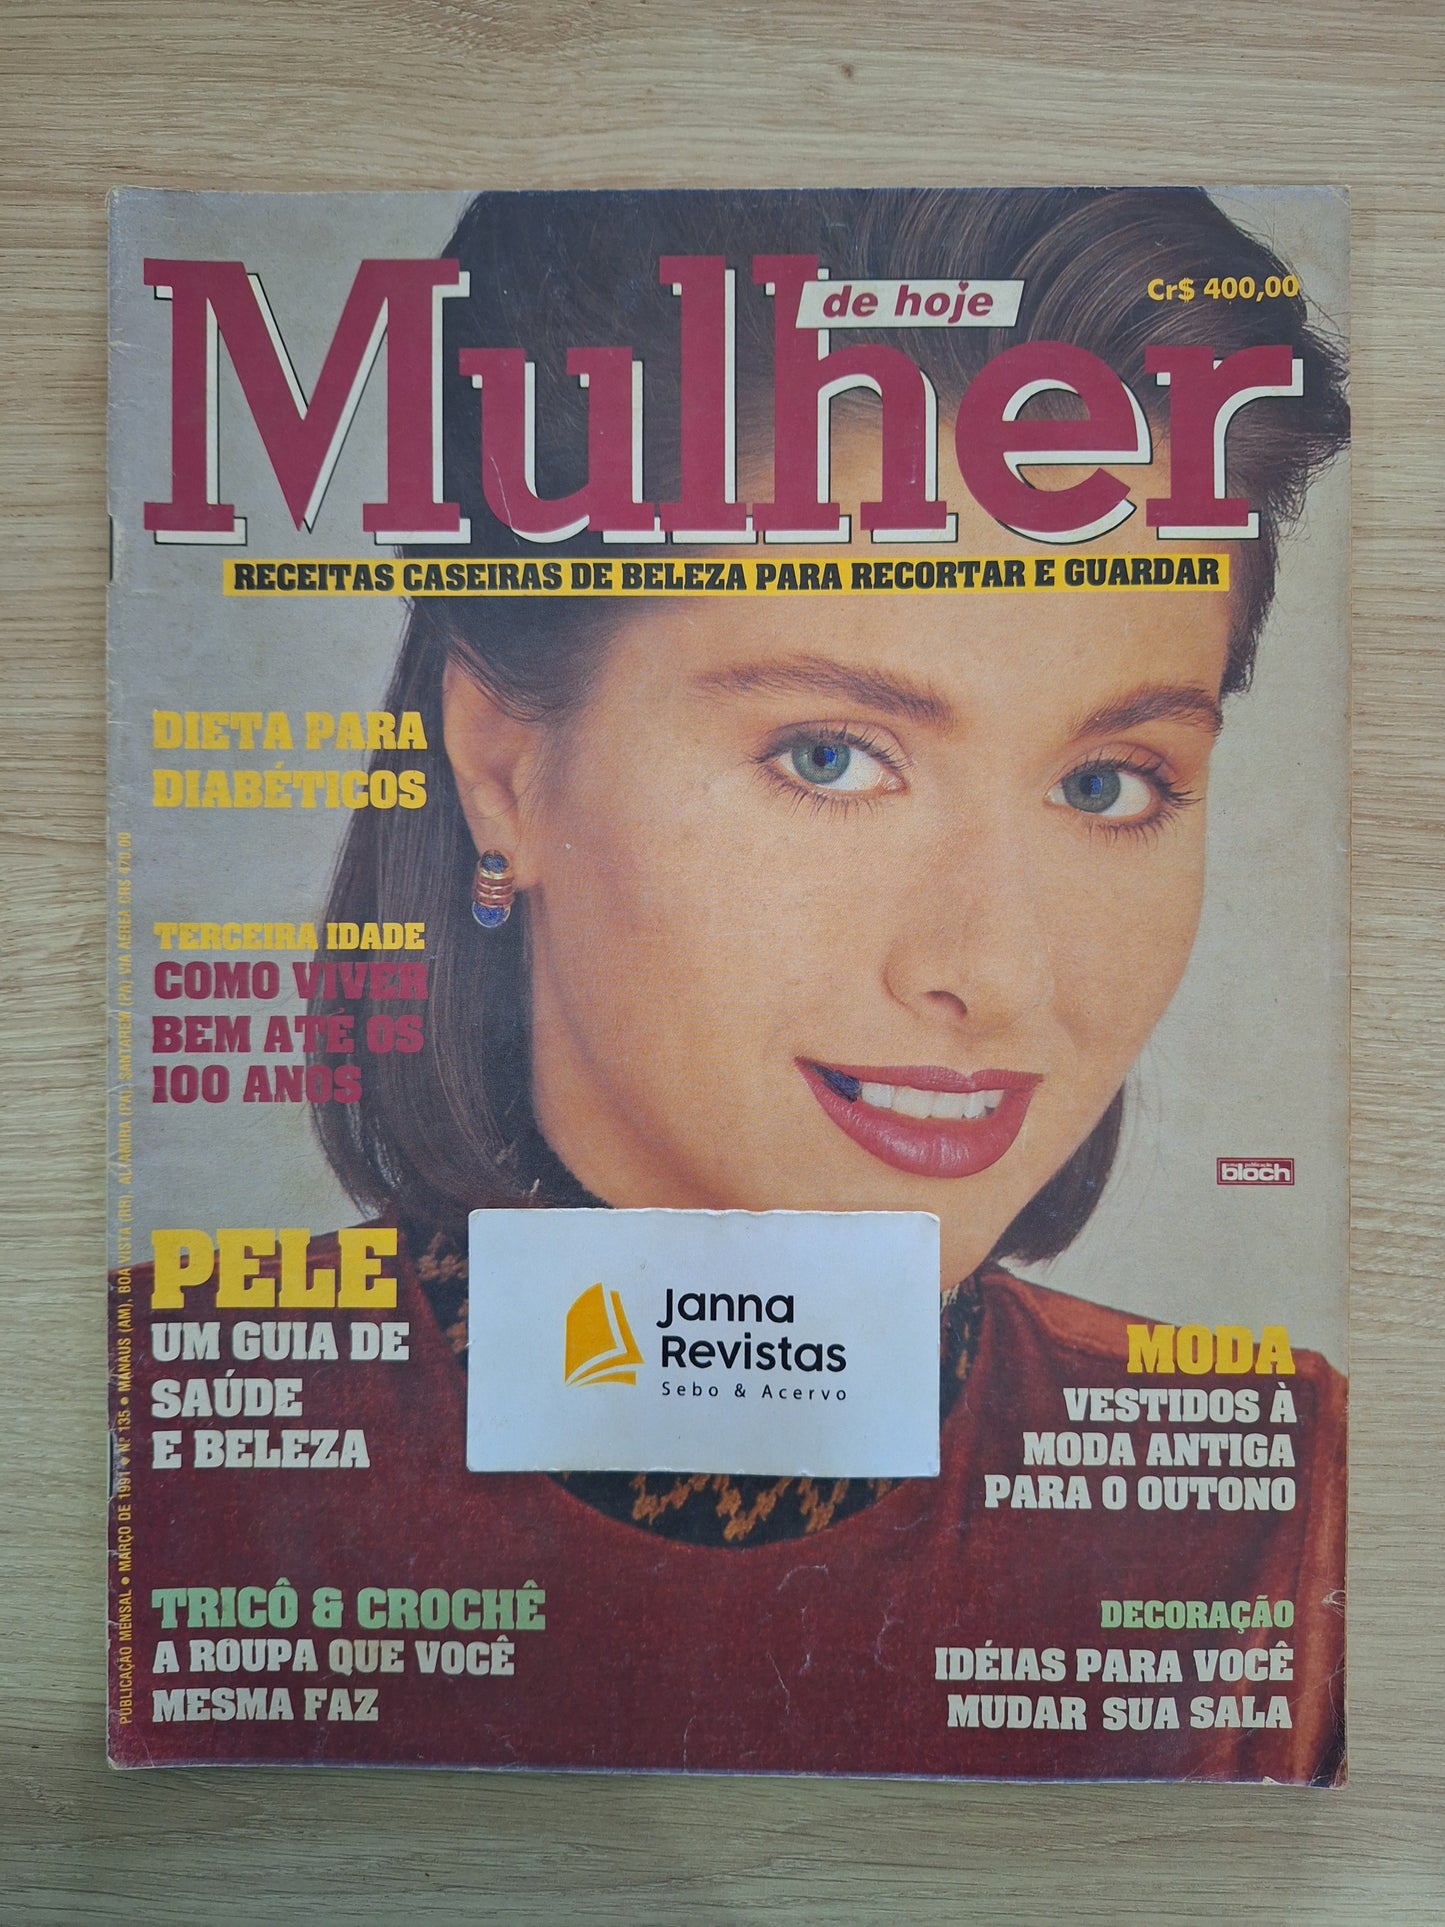 Mulher
de hoje
Cr$ 400,00
RECEITAS CASEIRAS DE BELEZA PARA RECORTAR E GUARDAR
DIETA PARA
DIABÉTICOS
TERCEIRA IDADE
COMO VIVER
BEM ATÉ OS
100 ANOS
publicação
bloch
PELE
UM GUIA DE
SAÚDE
E BELEZA
Janna
Revistas
Sebo & Acervo
MODA
VESTIDOS À
MODA ANTIGA
PARA O OUTONO
TRICÔ & CROCHÊ
A ROUPA QUE VOCÊ
MESMA FAZ
DECORAÇÃO
IDÉIAS PARA VOCÊ
MUDAR SUA SALA
PUBLICAÇÃO MENSAL • MARÇO DE 1991 • Nº 135 • MANAUS (AM), BOA VISTA (RR), ALTAMIRA (PA), SANTARÉM (PA) VIA AÉREA CR$ 470,00